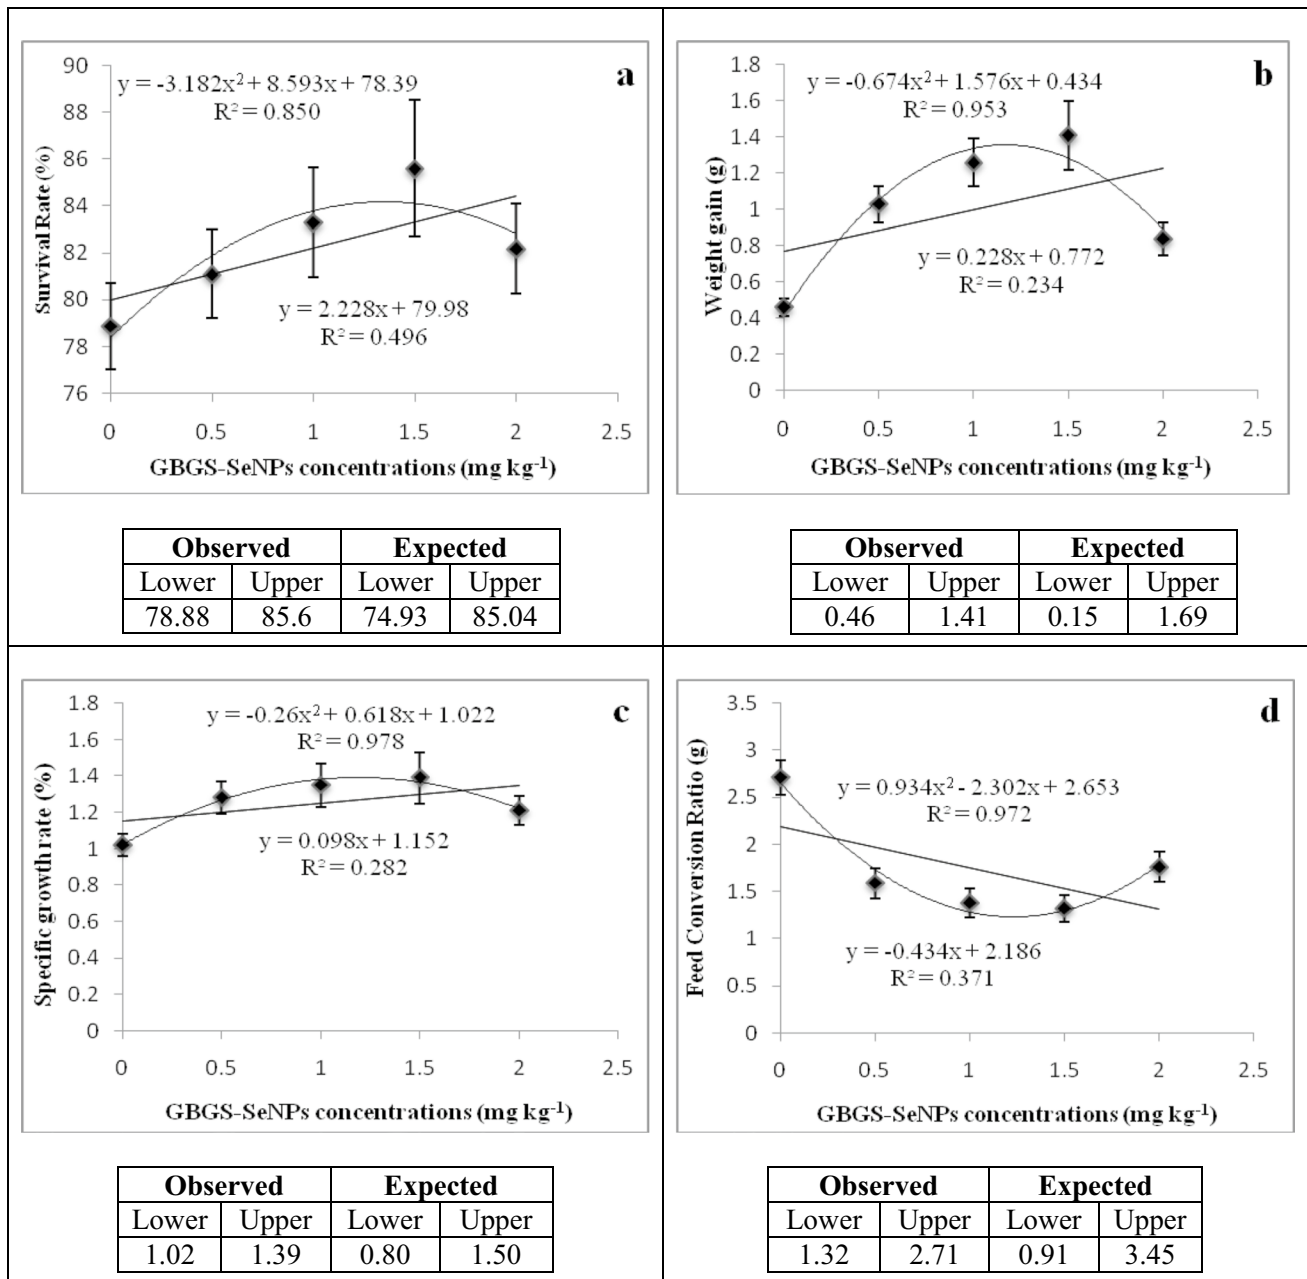 a
y = -3.182x² + 8.593x + 78.39
R² = 0.850
y = 2.228x + 79.98
R² = 0.496
Survival Rate (%)
90
88
86
84
82
80
78
76
0 0.5 1 1.5 2 2.5
GBGS-SeNPs concentrations (mg kg⁻¹)
Observed Expected
Lower Upper Lower Upper
78.88 85.6 74.93 85.04
b
y = -0.674x² + 1.576x + 0.434
R² = 0.953
y = 0.228x + 0.772
R² = 0.234
Weight gain (g)
1.8
1.6
1.4
1.2
1
0.8
0.6
0.4
0.2
0
0 0.5 1 1.5 2 2.5
GBGS-SeNPs concentrations (mg kg⁻¹)
Observed Expected
Lower Upper Lower Upper
0.46 1.41 0.15 1.69
c
y = -0.26x² + 0.618x + 1.022
R² = 0.978
y = 0.098x + 1.152
R² = 0.282
Specific growth rate (%)
1.8
1.6
1.4
1.2
1
0.8
0.6
0.4
0.2
0
0 0.5 1 1.5 2 2.5
GBGS-SeNPs concentrations (mg kg⁻¹)
Observed Expected
Lower Upper Lower Upper
1.02 1.39 0.80 1.50
d
y = 0.934x² - 2.302x + 2.653
R² = 0.972
y = -0.434x + 2.186
R² = 0.371
Feed Conversion Ratio (g)
3.5
3
2.5
2
1.5
1
0.5
0
0 0.5 1 1.5 2 2.5
GBGS-SeNPs concentrations (mg kg⁻¹)
Observed Expected
Lower Upper Lower Upper
1.32 2.71 0.91 3.45